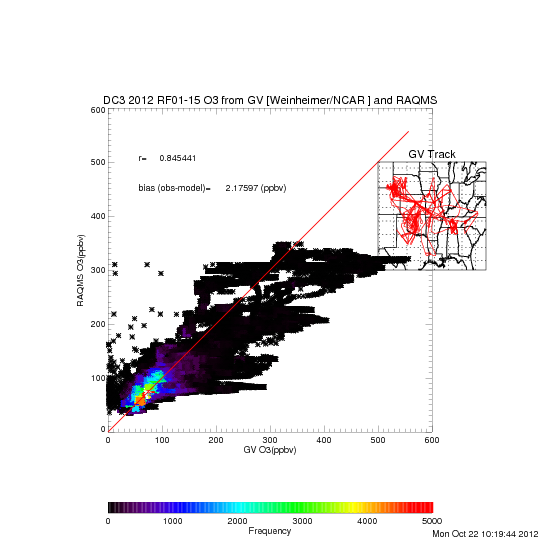 DC3 2012 RF01-15 O3 from GV [Weinheimer/NCAR ] and RAQMS
600
r= 0.845441
GV Track
500
bias (obs-model)= 2.17597 (ppbv)
400
RAQMS O3(ppbv)
300
200
100
0
0 100 200 300 400 500 600
GV O3(ppbv)
0 1000 2000 3000 4000 5000
Frequency
Mon Oct 22 10:19:44 2012